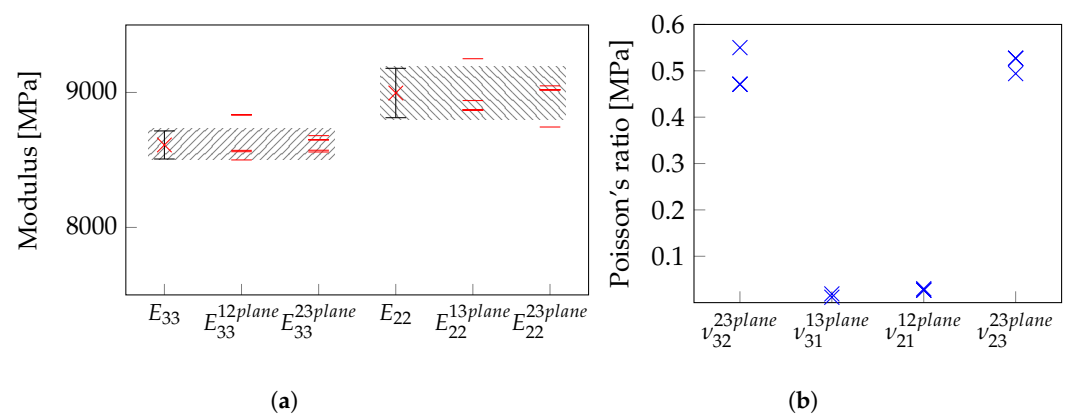 Modulus [MPa]
9000
8000
E33 E33^12plane E33^23plane E22 E22^13plane E22^23plane
(a)
Poisson's ratio [MPa]
0.6
0.5
0.4
0.3
0.2
0.1
ν32^23plane ν31^13plane ν21^12plane ν23^23plane
(b)